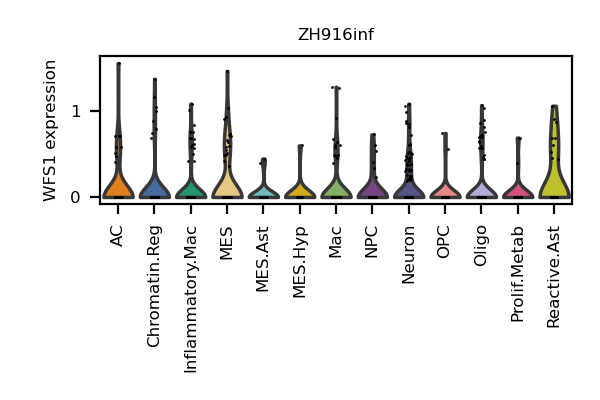 ZH916inf
WFS1 expression
1
0
AC
Chromatin.Reg
Inflammatory.Mac
MES
MES.Ast
MES.Hyp
Mac
NPC
Neuron
OPC
Oligo
Prolif.Metab
Reactive.Ast